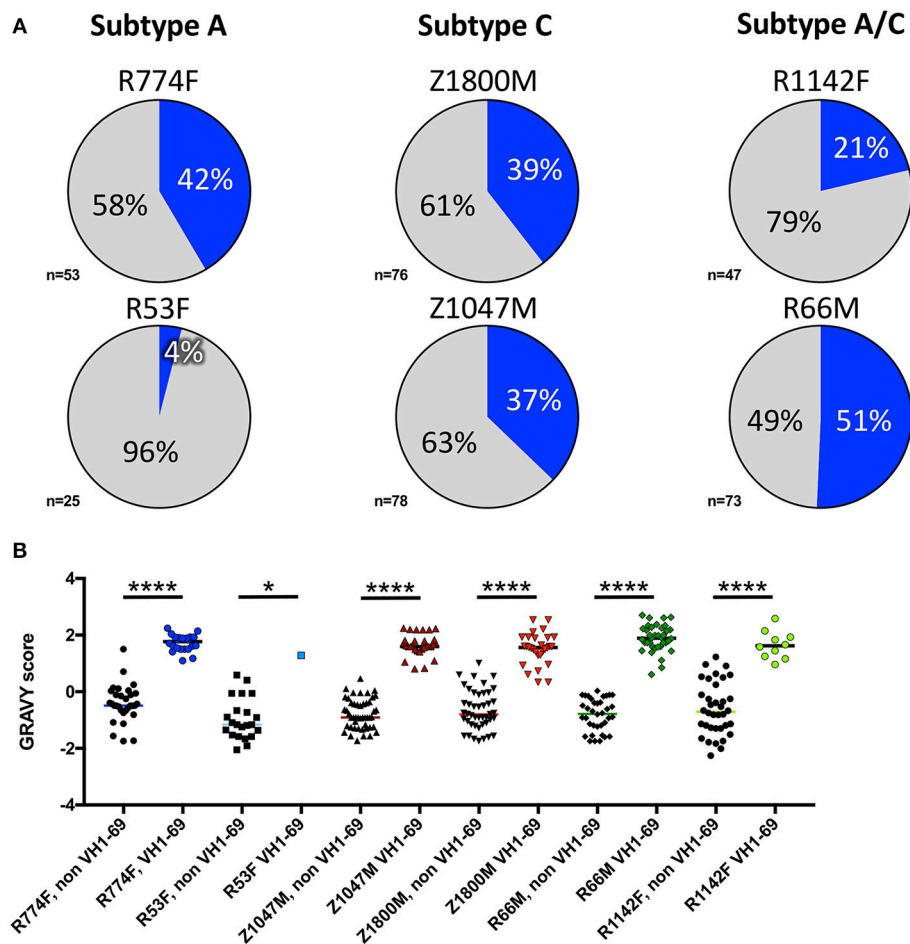 A
Subtype A Subtype C Subtype A/C
R774F Z1800M R1142F
42% 39% 21%
58% 61% 79%
n=53 n=76 n=47
R53F Z1047M R66M
4% 37% 49% 51%
96% 63%
n=25 n=78 n=73
B
4
2
0
-2
-4
GRAVY score
**** * **** **** **** ****
R774F, non VH1-69
R774F, VH1-69
R53F, non VH1-69
R53F VH1-69
Z1047M, non VH1-69
Z1047M VH1-69
Z1800M, non VH1-69
Z1800M VH1-69
R66M, non VH1-69
R66M VH1-69
R1142F, non VH1-69
R1142F VH1-69